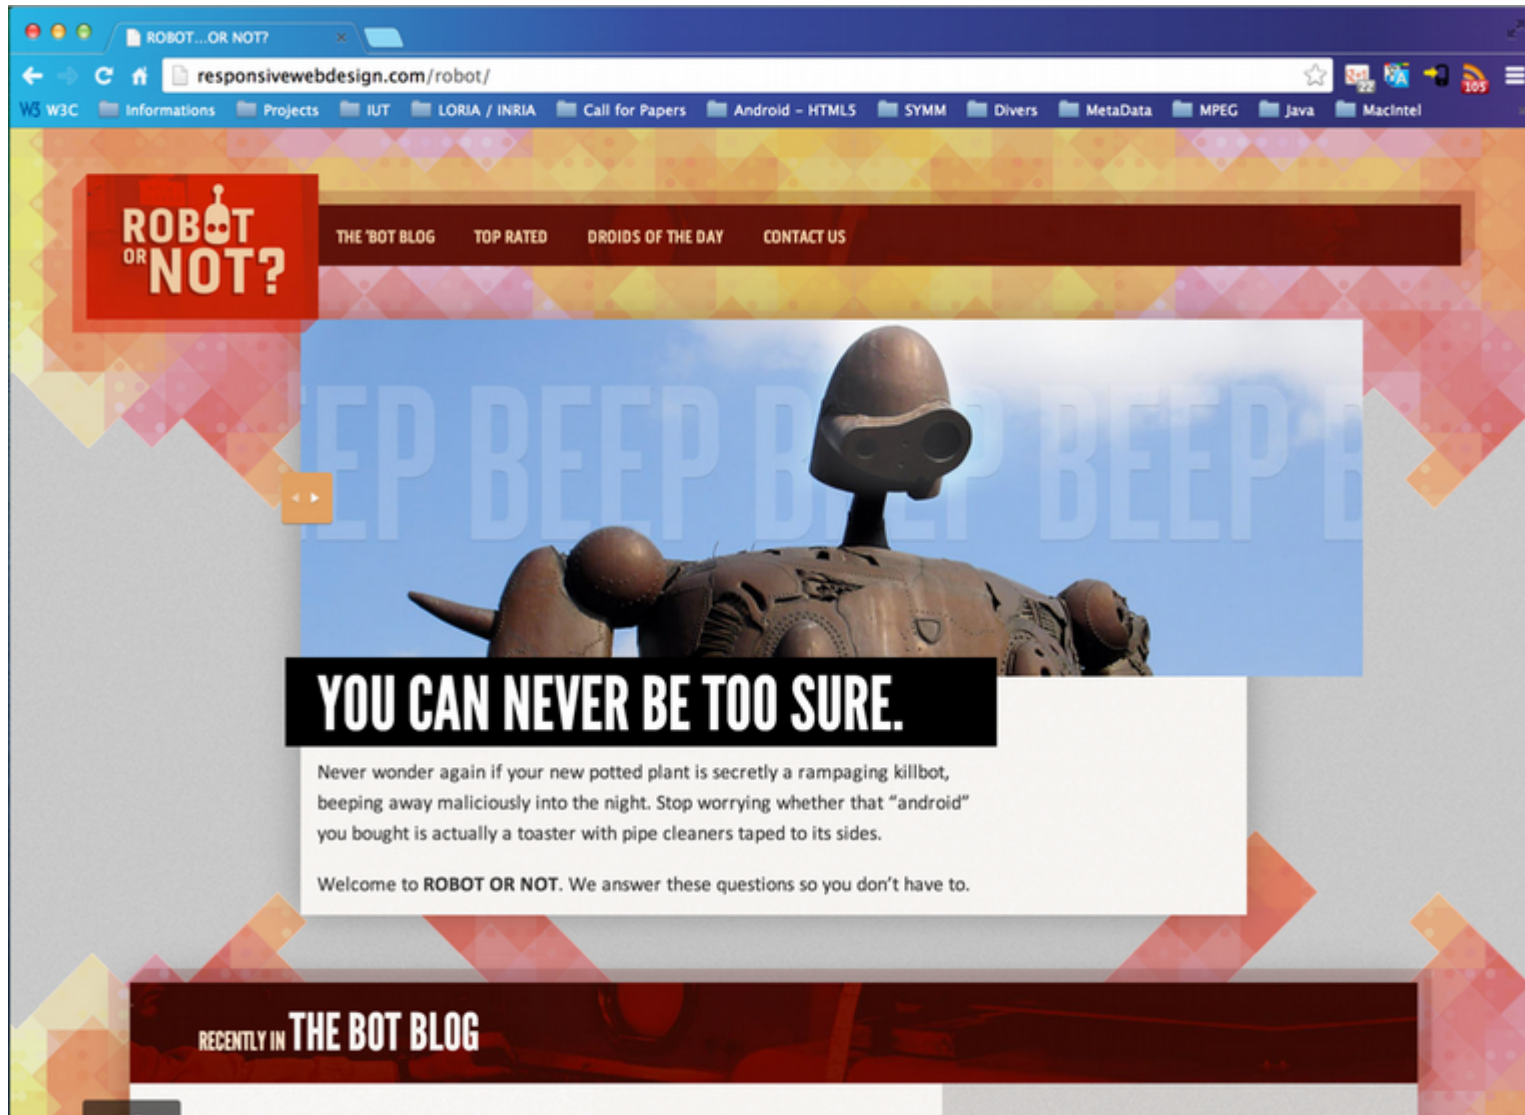 ROBOT...OR NOT?
responsivewebdesign.com/robot/
g+1
22
105
W3 W3C Informations Projects IUT LORIA / INRIA Call for Papers Android – HTML5 SYMM Divers MetaData MPEG Java MacIntel
ROBOT
OR NOT?
THE 'BOT BLOG TOP RATED DROIDS OF THE DAY CONTACT US
EP BEEP BEEP BEEP B
YOU CAN NEVER BE TOO SURE.
Never wonder again if your new potted plant is secretly a rampaging killbot,
beeping away maliciously into the night. Stop worrying whether that “android”
you bought is actually a toaster with pipe cleaners taped to its sides.
Welcome to ROBOT OR NOT. We answer these questions so you don’t have to.
RECENTLY IN THE BOT BLOG